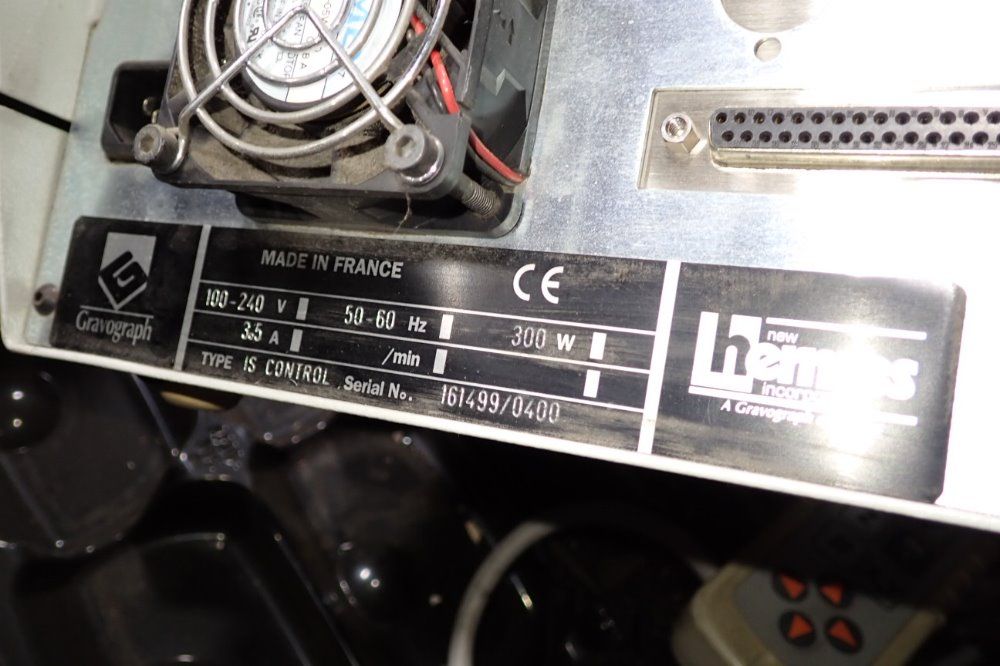 MADE IN FRANCE
CE
100-240 V
50-60 Hz
300 W
3.5 A
/min
TYPE IS CONTROL
Serial No.
161499/0400
Gravograph
new
hermes
A Gravograph